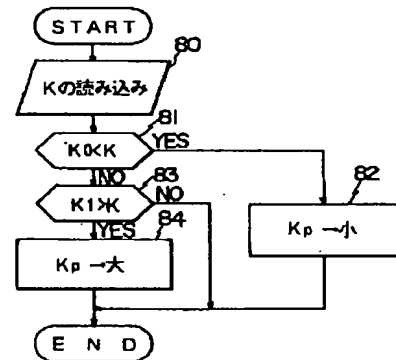 START
80
Kの読み込み
81
K0<K
YES
NO
83
82
K1>K
NO
YES
84
Kp→小
Kp→大
END